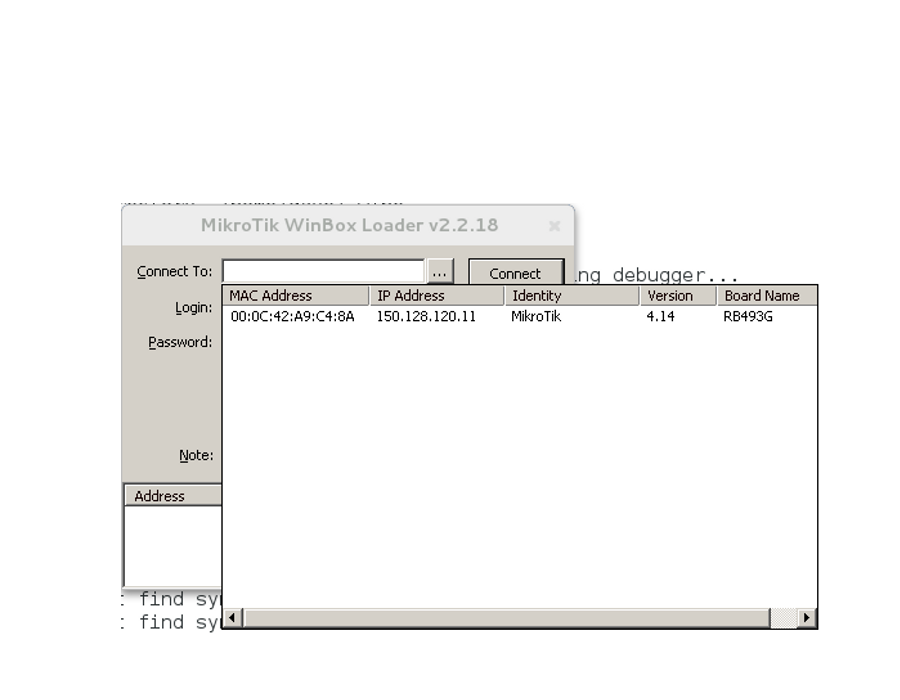 MikroTik WinBox Loader v2.2.18
Connect To: ... Connect
ng debugger...
MAC Address IP Address Identity Version Board Name
00:0C:42:A9:C4:8A 150.128.120.11 MikroTik 4.14 RB493G
Login:
Password:
Note:
Address
t find sy
t find sy